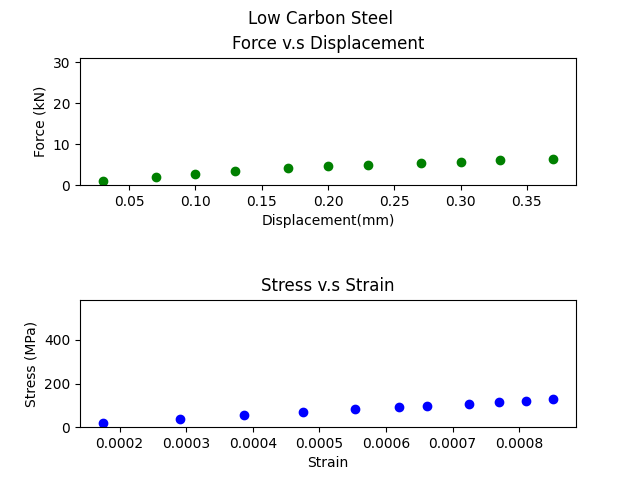 Low Carbon Steel
Force v.s Displacement
30
20
10
0
Force (kN)
0.05 0.10 0.15 0.20 0.25 0.30 0.35
Displacement(mm)
Stress v.s Strain
400
200
0
Stress (MPa)
0.0002 0.0003 0.0004 0.0005 0.0006 0.0007 0.0008
Strain